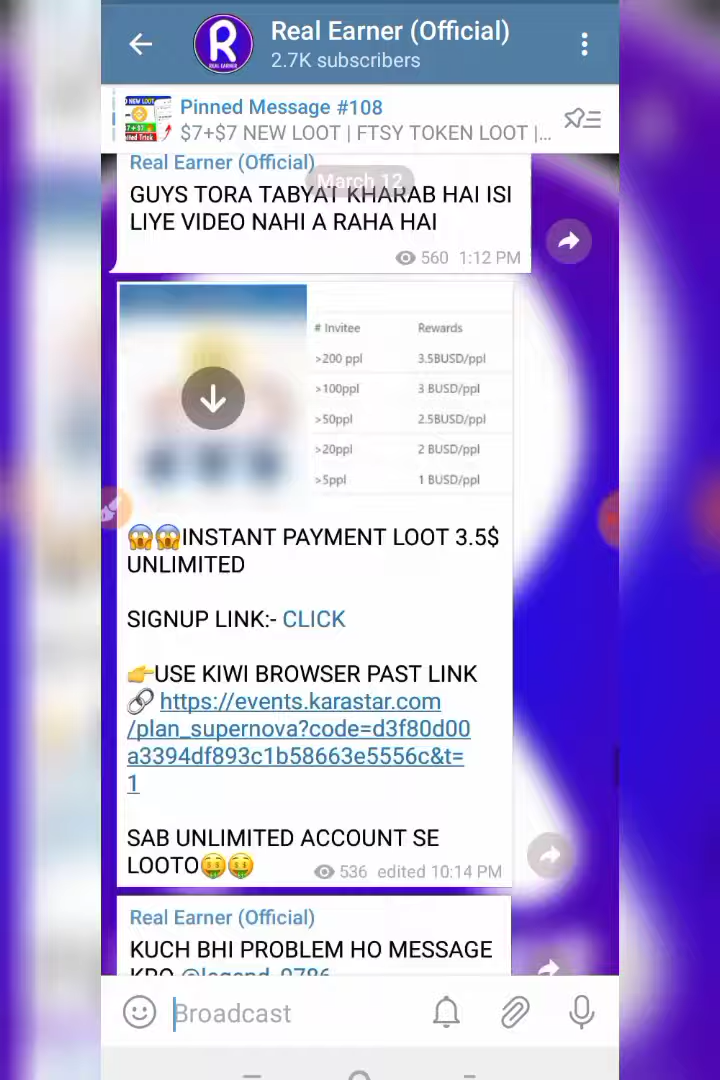 Real Earner (Official)
2.7K subscribers
Pinned Message #108
$7+$7 NEW LOOT | FTSY TOKEN LOOT |...
Real Earner (Official)
March 12
GUYS TORA TABYAT KHARAB HAI ISI
LIYE VIDEO NAHI A RAHA HAI
560 1:12 PM
# Invitee Rewards
>200 ppl 3.5BUSD/ppl
>100ppl 3 BUSD/ppl
>50ppl 2.5BUSD/ppl
>20ppl 2 BUSD/ppl
>5ppl 1 BUSD/ppl
😱😱INSTANT PAYMENT LOOT 3.5$
UNLIMITED
SIGNUP LINK:- CLICK
👉USE KIWI BROWSER PAST LINK
🔗 https://events.karastar.com
/plan_supernova?code=d3f80d00
a3394df893c1b58663e5556c&t=
1
SAB UNLIMITED ACCOUNT SE
LOOTO🤑🤑
536 edited 10:14 PM
Real Earner (Official)
KUCH BHI PROBLEM HO MESSAGE
KRO @legend_0786
Broadcast